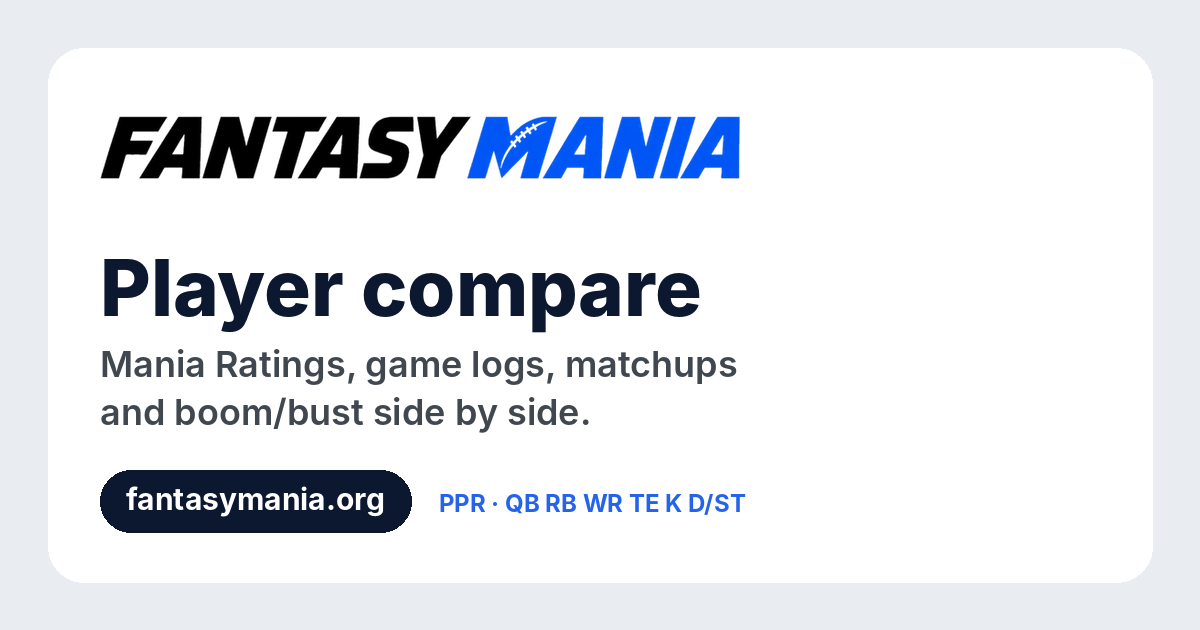 FANTASY MANIA
Player compare
Mania Ratings, game logs, matchups
and boom/bust side by side.
fantasymania.org
PPR · QB RB WR TE K D/ST